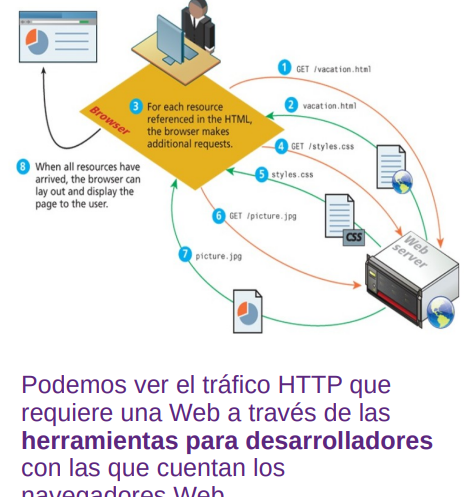 1 GET /vacation.html
2 vacation.html
Browser
3 For each resource
referenced in the HTML,
the browser makes
additional requests.
4 GET /styles.css
5 styles.css
8 When all resources have
arrived, the browser can
lay out and display the
page to the user.
6 GET /picture.jpg
CSS
Web
server
7 picture.jpg
Podemos ver el tráfico HTTP que
requiere una Web a través de las
herramientas para desarrolladores
con las que cuentan los
navegadores Web